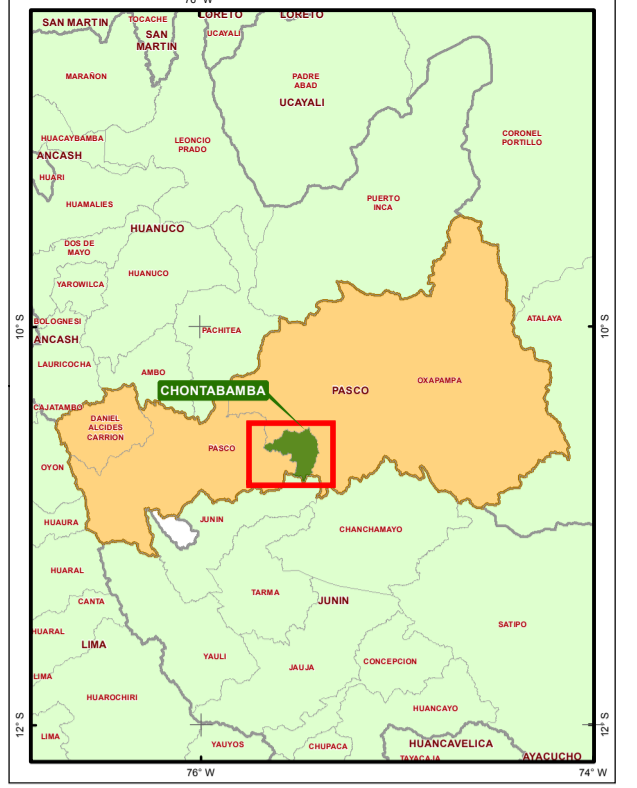 76° W
SAN MARTIN
TOCACHE
LORETO
LORETO
UCAYALI
SAN
MARTIN
MARAÑON
PADRE
ABAD
UCAYALI
HUACAYBAMBA
LEONCIO
PRADO
CORONEL
PORTILLO
ANCASH
HUARI
HUAMALIES
PUERTO
INCA
HUANUCO
DOS DE
MAYO
HUANUCO
YAROWILCA
BOLOGNESI
PACHITEA
ATALAYA
10° S
10° S
ANCASH
LAURICOCHA
AMBO
CHONTABAMBA
PASCO
OXAPAMPA
CAJATAMBO
DANIEL
ALCIDES
CARRION
PASCO
OYON
HUAURA
JUNIN
CHANCHAMAYO
HUARAL
TARMA
CANTA
JUNIN
HUARAL
SATIPO
LIMA
YAULI
JAUJA
CONCEPCION
LIMA
HUAROCHIRI
HUANCAYO
12° S
12° S
LIMA
YAUYOS
CHUPACA
HUANCAVELICA
TAYACAJA
AYACUCHO
76° W
74° W